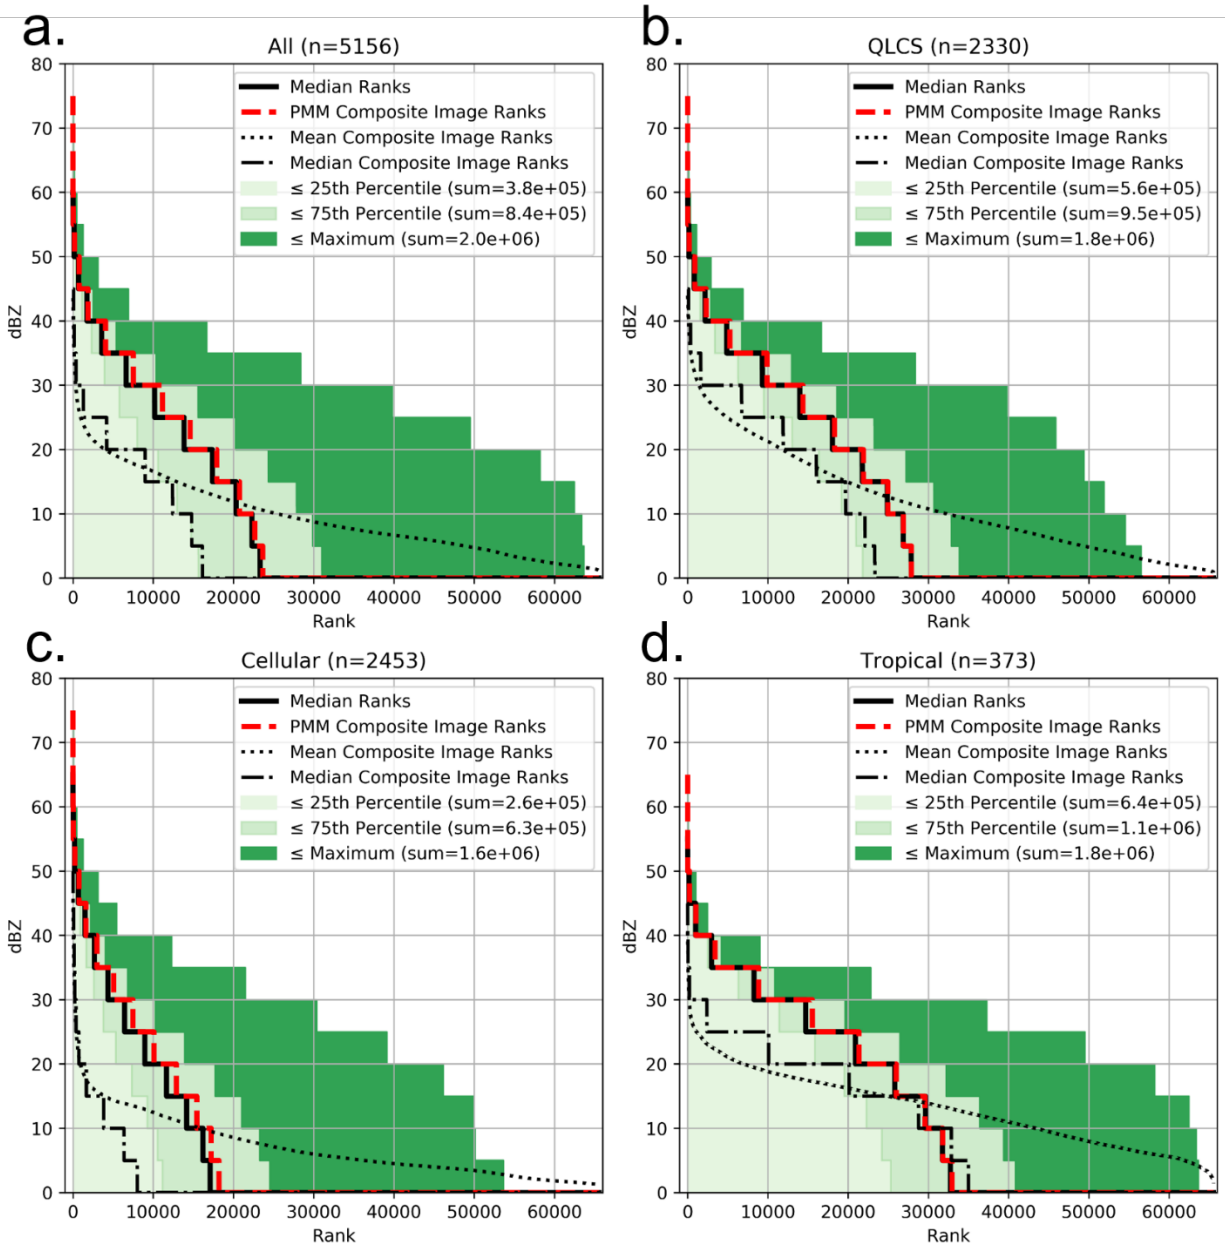 a.
All (n=5156)
80
70
60
50
40
30
20
10
0
dBZ
Median Ranks
PMM Composite Image Ranks
Mean Composite Image Ranks
Median Composite Image Ranks
≤ 25th Percentile (sum=3.8e+05)
≤ 75th Percentile (sum=8.4e+05)
≤ Maximum (sum=2.0e+06)
0 10000 20000 30000 40000 50000 60000
Rank
b.
QLCS (n=2330)
80
70
60
50
40
30
20
10
0
dBZ
Median Ranks
PMM Composite Image Ranks
Mean Composite Image Ranks
Median Composite Image Ranks
≤ 25th Percentile (sum=5.6e+05)
≤ 75th Percentile (sum=9.5e+05)
≤ Maximum (sum=1.8e+06)
0 10000 20000 30000 40000 50000 60000
Rank
c.
Cellular (n=2453)
80
70
60
50
40
30
20
10
0
dBZ
Median Ranks
PMM Composite Image Ranks
Mean Composite Image Ranks
Median Composite Image Ranks
≤ 25th Percentile (sum=2.6e+05)
≤ 75th Percentile (sum=6.3e+05)
≤ Maximum (sum=1.6e+06)
0 10000 20000 30000 40000 50000 60000
Rank
d.
Tropical (n=373)
80
70
60
50
40
30
20
10
0
dBZ
Median Ranks
PMM Composite Image Ranks
Mean Composite Image Ranks
Median Composite Image Ranks
≤ 25th Percentile (sum=6.4e+05)
≤ 75th Percentile (sum=1.1e+06)
≤ Maximum (sum=1.8e+06)
0 10000 20000 30000 40000 50000 60000
Rank